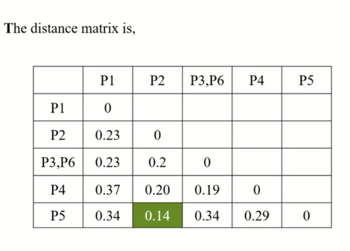 The distance matrix is,
P1 P2 P3,P6 P4 P5
P1 0
P2 0.23 0
P3,P6 0.23 0.2 0
P4 0.37 0.20 0.19 0
P5 0.34 0.14 0.34 0.29 0